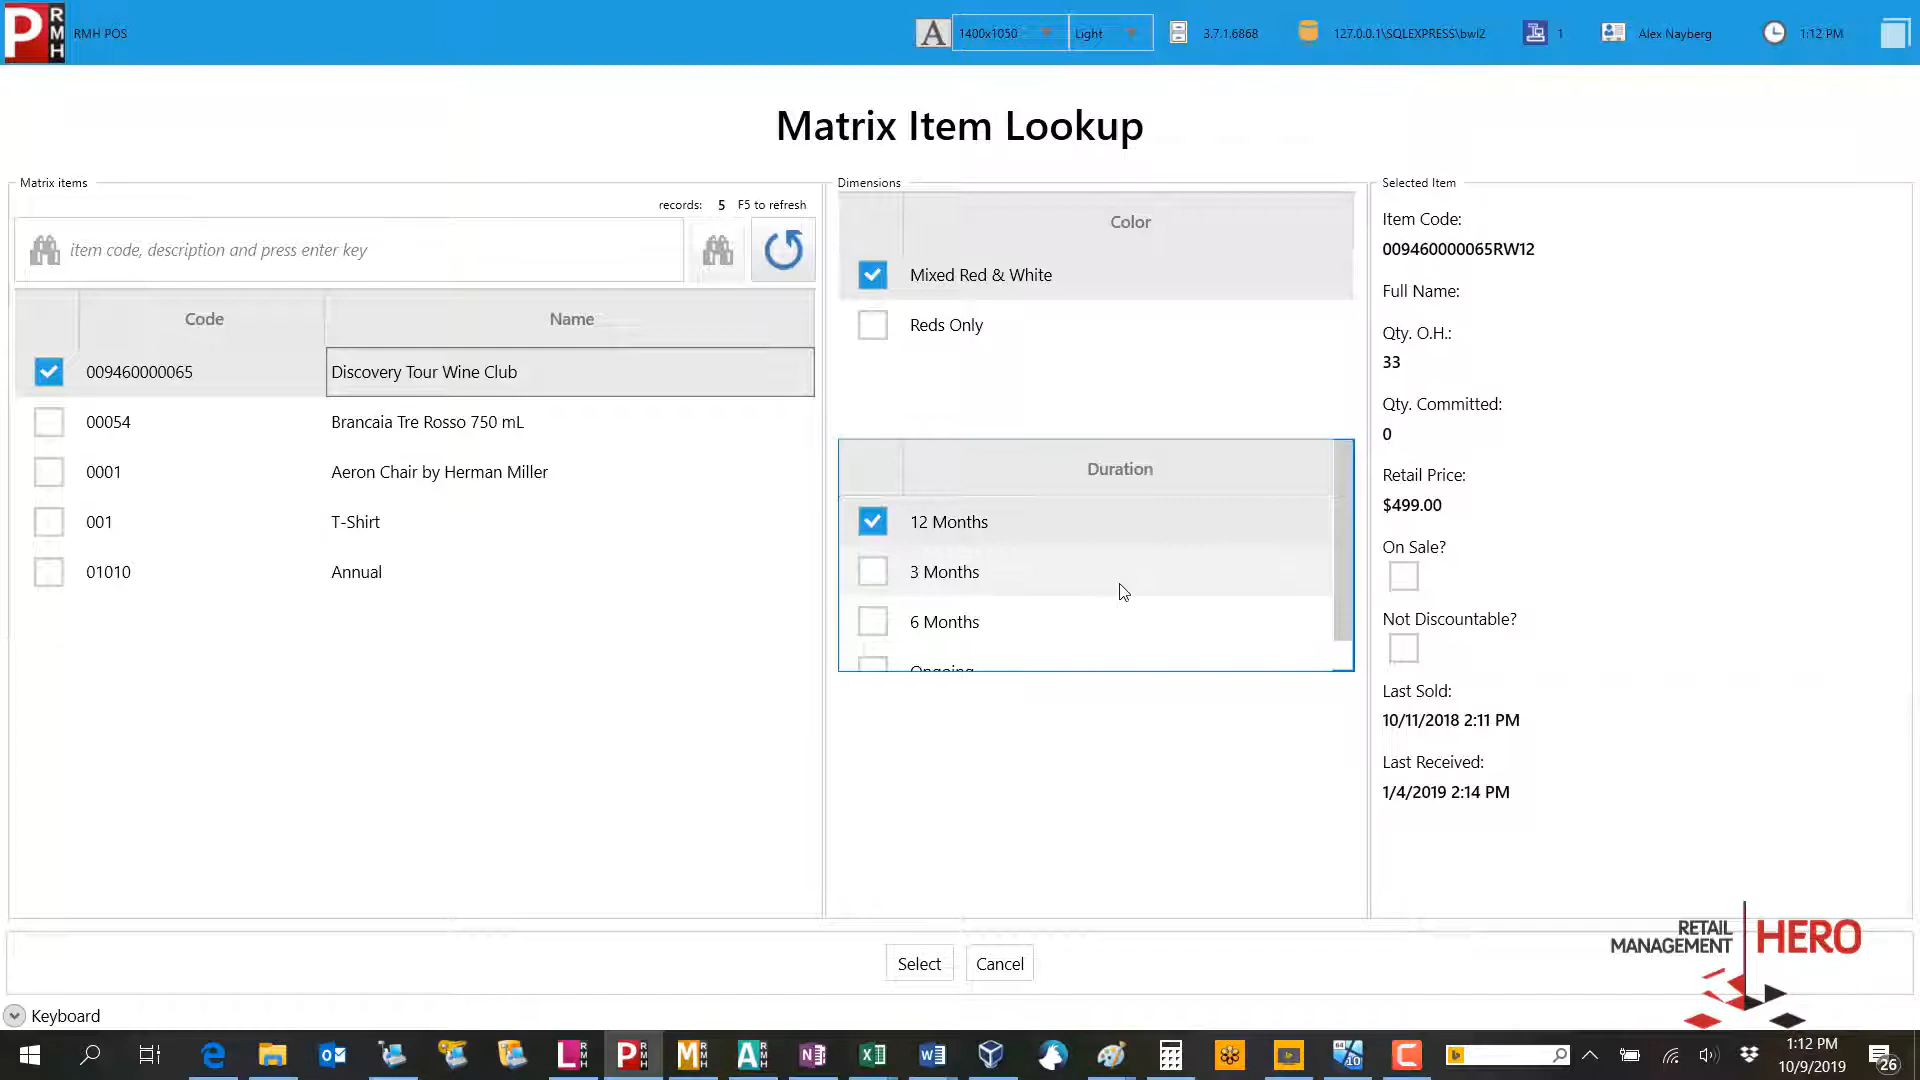 RMH POS
1400x1050
Light
3.7.1.6868
127.0.0.1\SQLEXPRESS\bwl2
1
Alex Nayberg
1:12 PM
Matrix Item Lookup
Matrix items
records: 5 F5 to refresh
item code, description and press enter key
Code Name
009460000065 Discovery Tour Wine Club
00054 Brancaia Tre Rosso 750 mL
0001 Aeron Chair by Herman Miller
001 T-Shirt
01010 Annual
Dimensions
Color
Mixed Red & White
Reds Only
Duration
12 Months
3 Months
6 Months
Ongoing
Selected Item
Item Code:
009460000065RW12
Full Name:
Qty. O.H.:
33
Qty. Committed:
0
Retail Price:
$499.00
On Sale?
Not Discountable?
Last Sold:
10/11/2018 2:11 PM
Last Received:
1/4/2019 2:14 PM
Select Cancel
RETAIL
MANAGEMENT
HERO
Keyboard
1:12 PM
10/9/2019
26